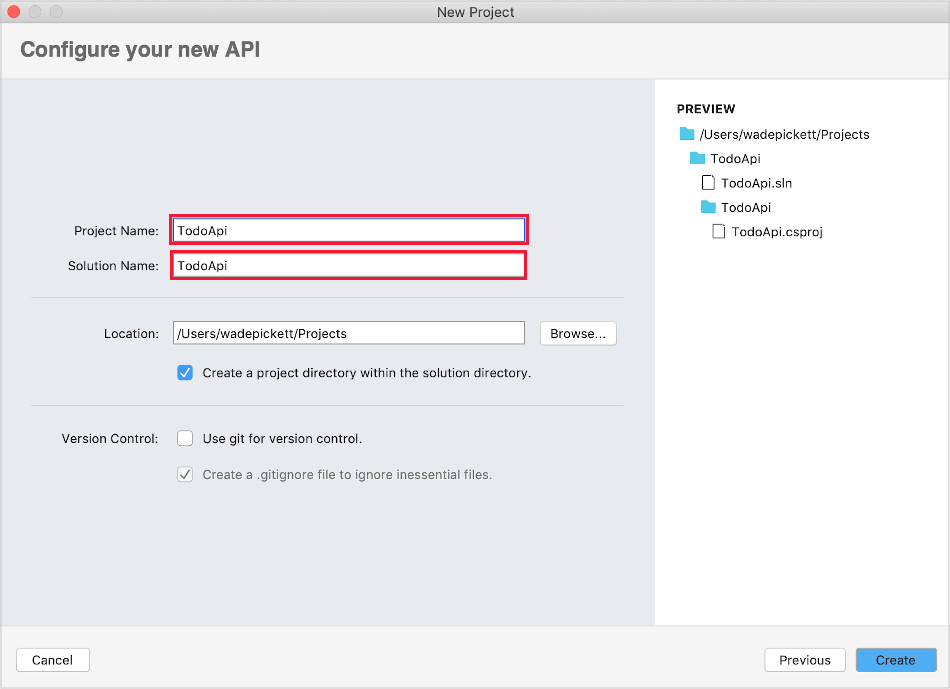 New Project
Configure your new API
Project Name: TodoApi
Solution Name: TodoApi
Location: /Users/wadepickett/Projects Browse...
Create a project directory within the solution directory.
Version Control: Use git for version control.
Create a .gitignore file to ignore inessential files.
PREVIEW
/Users/wadepickett/Projects
TodoApi
TodoApi.sln
TodoApi
TodoApi.csproj
Cancel Previous Create